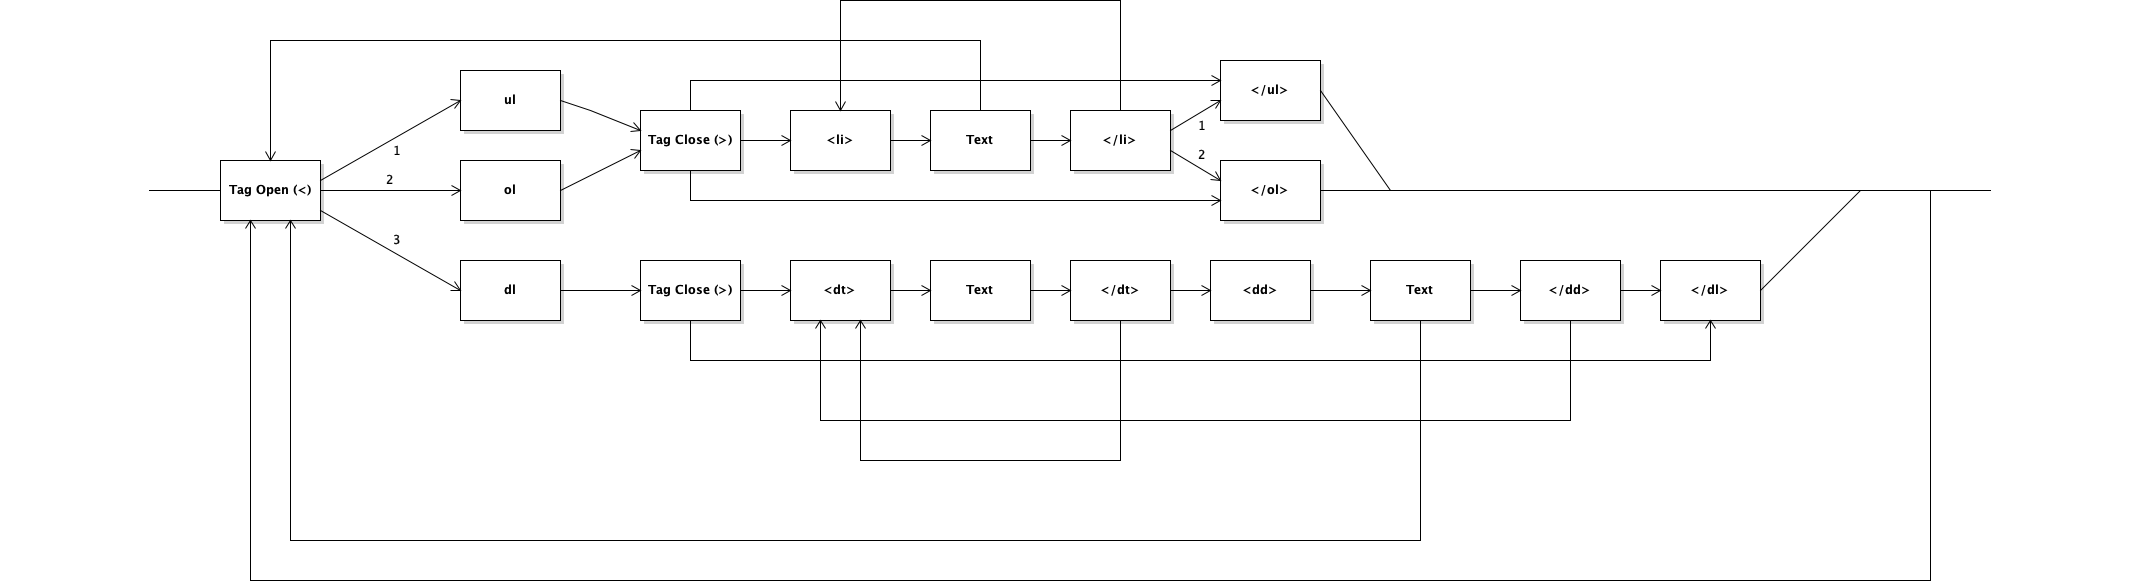 </ul>
ul
Tag Close (>)
<li>
Text
</li>
1
1
2
2
Tag Open (<)
ol
</ol>
3
dl
Tag Close (>)
<dt>
Text
</dt>
<dd>
Text
</dd>
</dl>